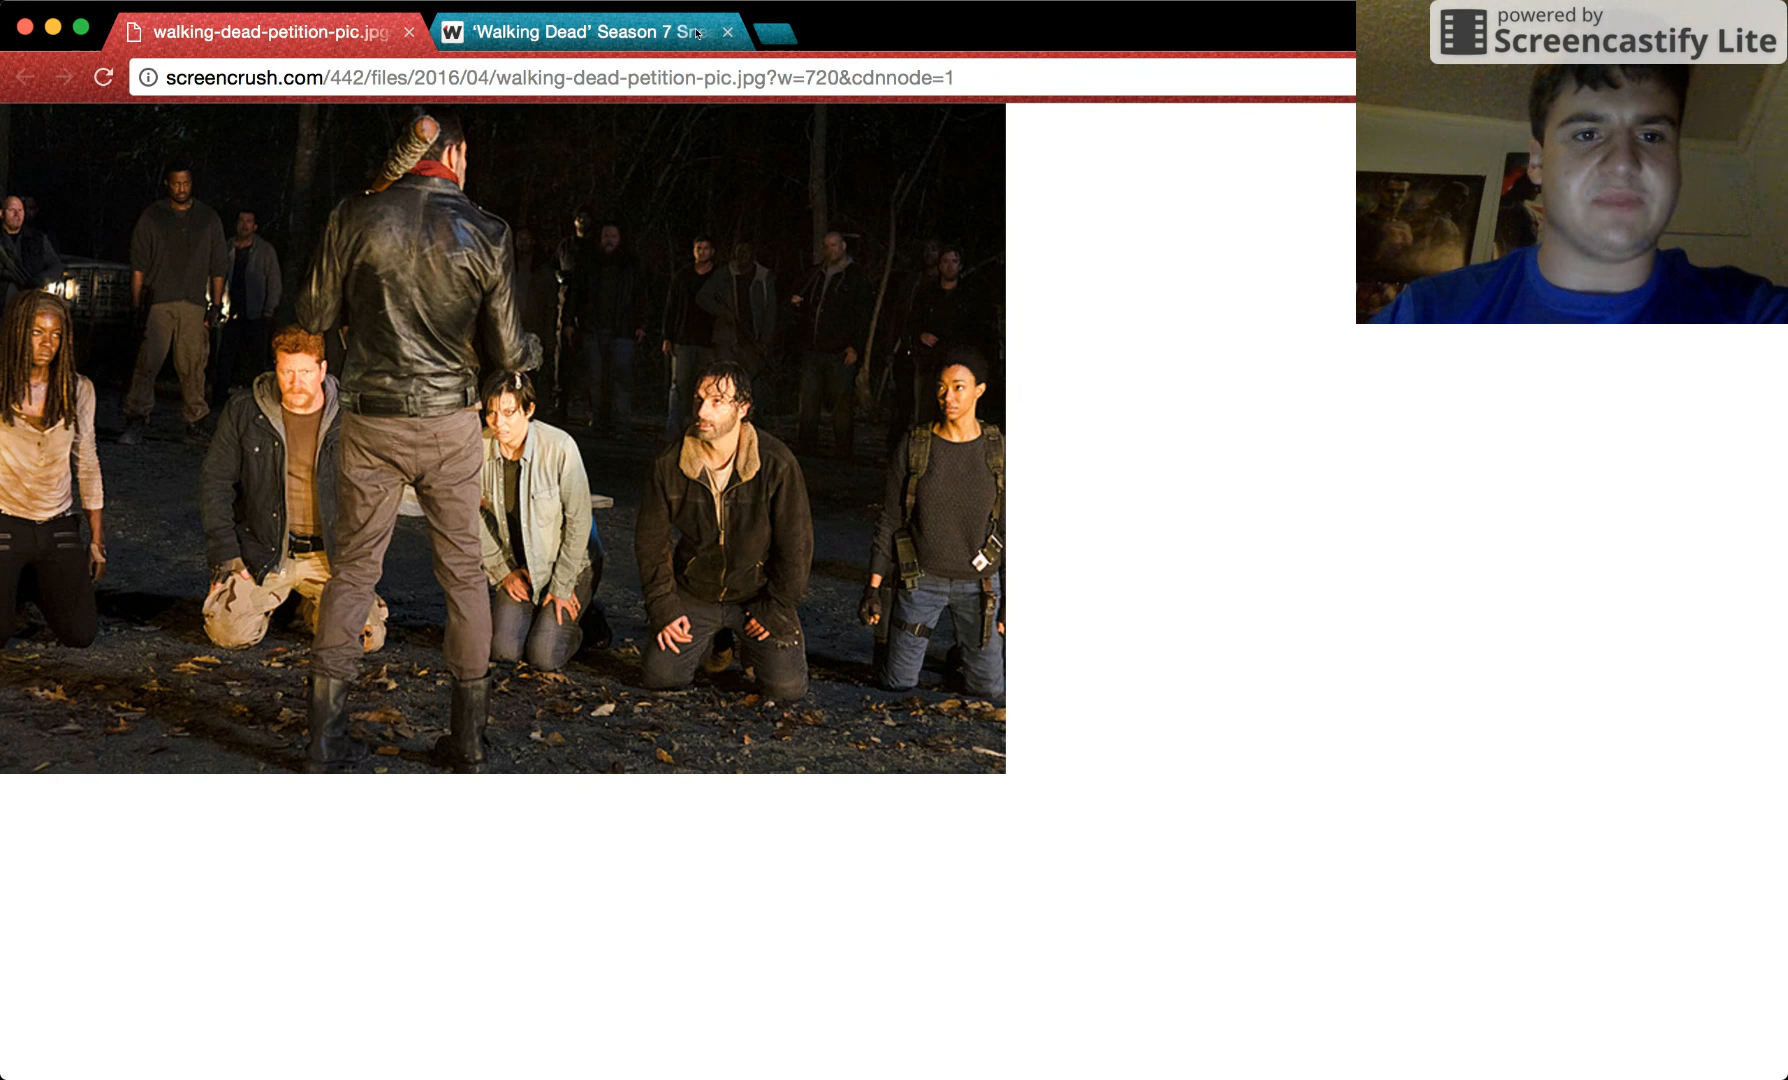 walking-dead-petition-pic.jpg
W 'Walking Dead' Season 7 Sn
screencrush.com/442/files/2016/04/walking-dead-petition-pic.jpg?w=720&cdnnode=1
powered by
Screencastify Lite